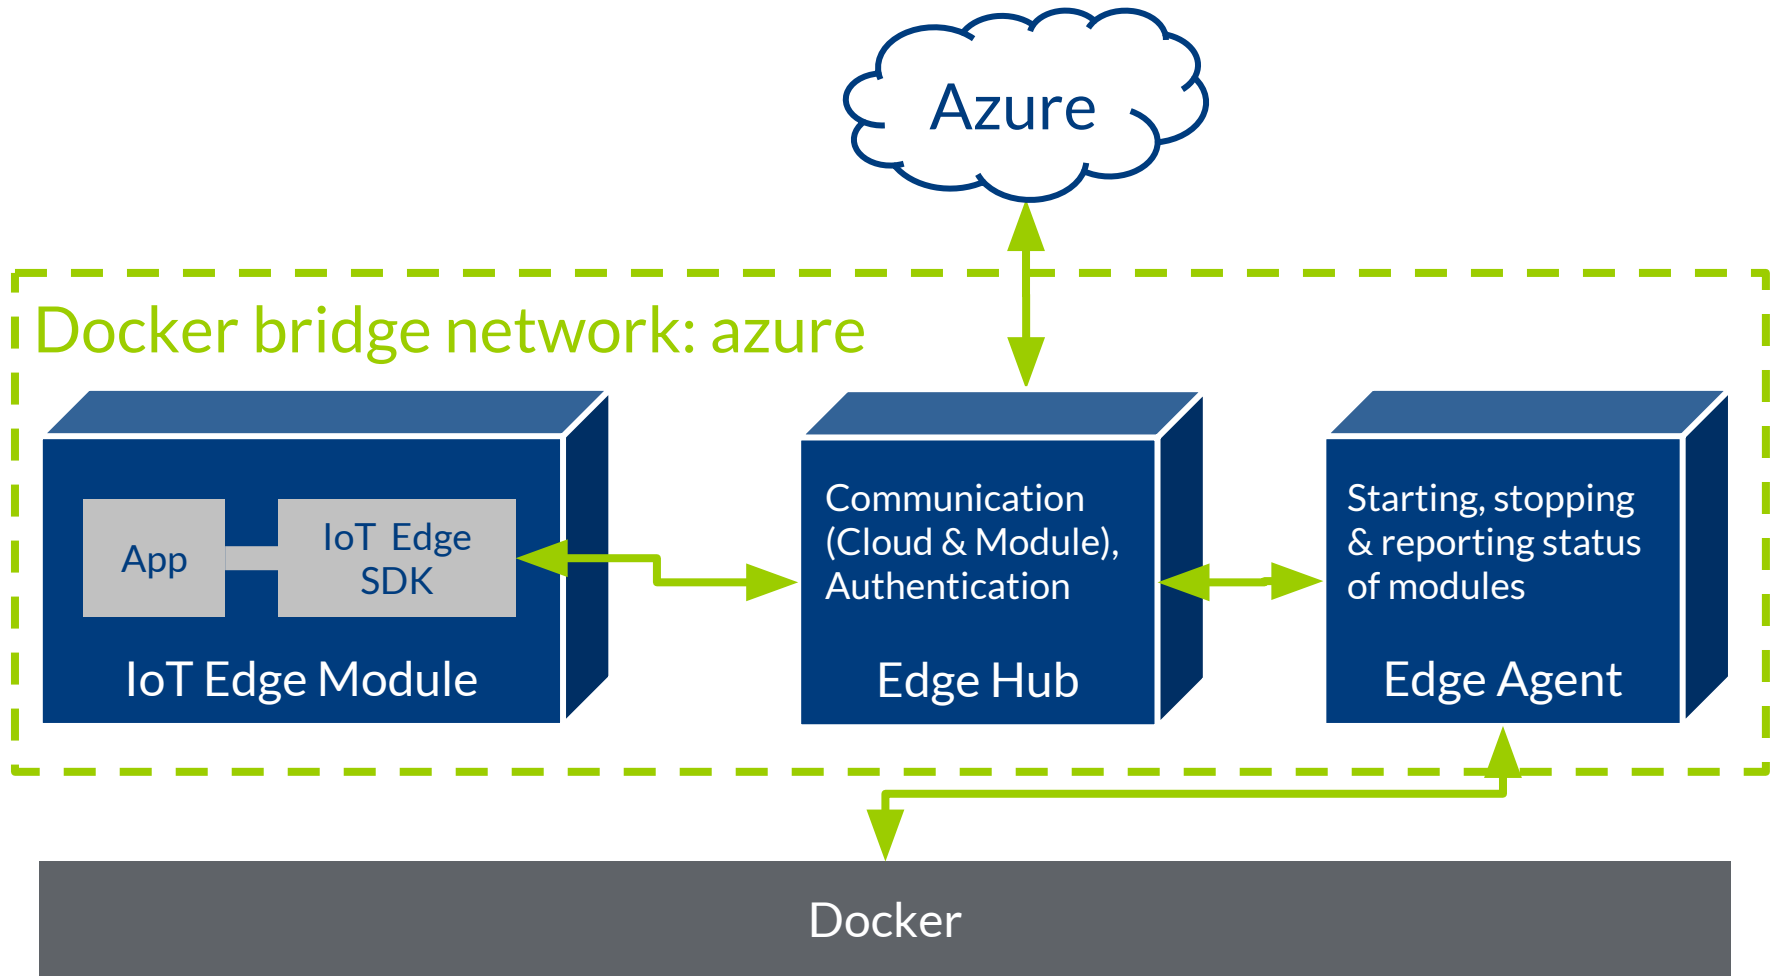 Azure
Docker bridge network: azure
App
IoT Edge
SDK
IoT Edge Module
Communication
(Cloud & Module),
Authentication
Edge Hub
Starting, stopping
& reporting status
of modules
Edge Agent
Docker